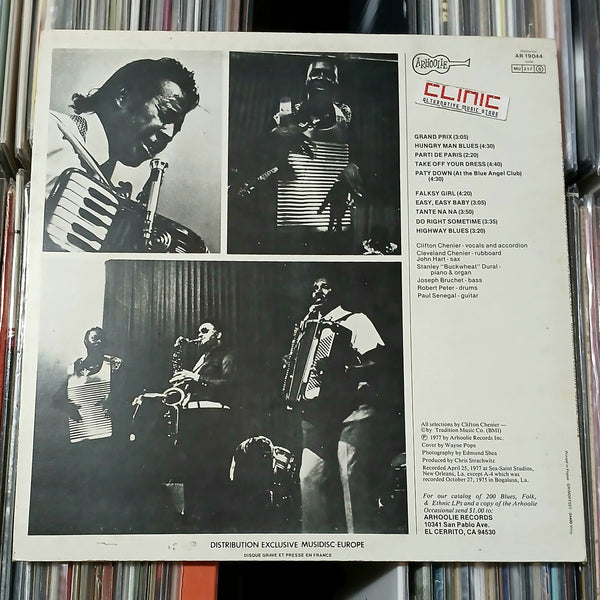 ARHOOLIE
AR 19044
MU 217
CLINIC
ALTERNATIVE MUSIC STORE
GRAND PRIX (3:05)
HUNGRY MAN BLUES (4:30)
PARTI DE PARIS (2:20)
TAKE OFF YOUR DRESS (4:40)
PATY DOWN (At the Blue Angel Club)
(4:30)
FALKSY GIRL (4:20)
EASY, EASY BABY (3:05)
TANTE NA NA (3:50)
DO RIGHT SOMETIME (3:35)
HIGHWAY BLUES (3:20)
Clifton Chenier - vocals and accordion
Cleveland Chenier - rubboard
John Hart - sax
Stanley "Buckwheat" Dural -
piano & organ
Joseph Bruchet - bass
Robert Peter - drums
Paul Senegal - guitar
All selections by Clifton Chenier —
© by Tradition Music Co. (BMI)
℗ 1977 by Arhoolie Records Inc.
Cover by Wayne Pope
Photography by Edmund Shea
Produced by Chris Strachwitz
Recorded April 25, 1977 at Sea-Saint Studios,
New Orleans, La. except A-4 which was
recorded October 27, 1975 in Bogalusa, La.
For our catalog of 200 Blues, Folk,
& Ethnic LPs and a copy of the Arhoolie
Occasional send $1.00 to:
ARHOOLIE RECORDS
10341 San Pablo Ave.
EL CERRITO, CA 94530
DISTRIBUTION EXCLUSIVE MUSIDISC-EUROPE
DISQUE GRAVE ET PRESSE EN FRANCE